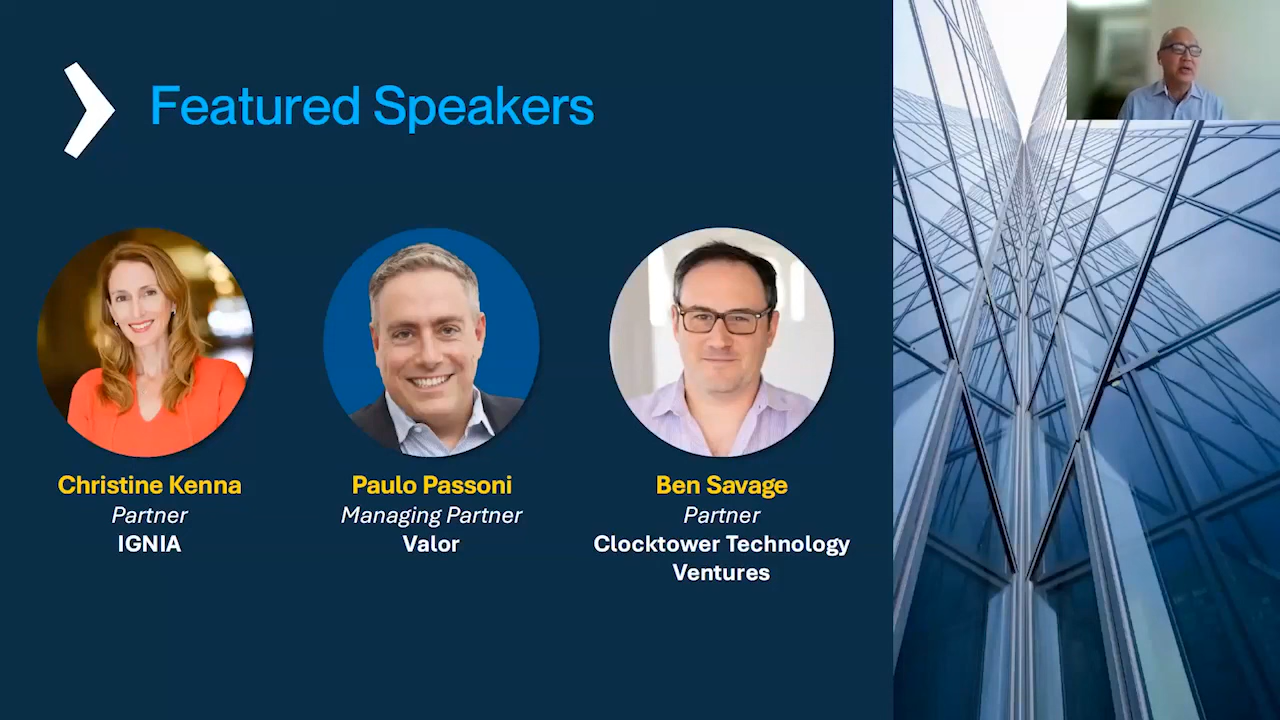 Featured Speakers
Christine Kenna
Partner
IGNIA
Paulo Passoni
Managing Partner
Valor
Ben Savage
Partner
Clocktower Technology
Ventures